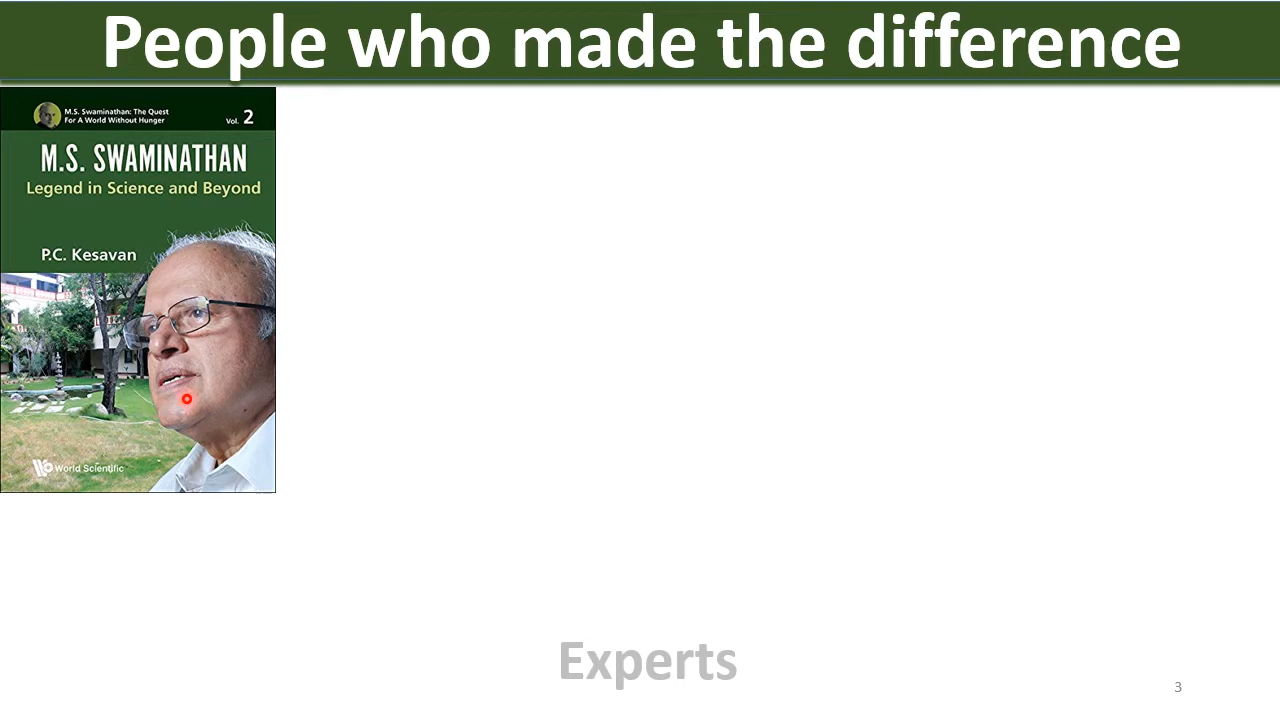 People who made the difference
M.S. Swaminathan: The Quest
For A World Without Hunger
Vol. 2
M.S. SWAMINATHAN
Legend in Science and Beyond
P.C. Kesavan
World Scientific
Experts
3